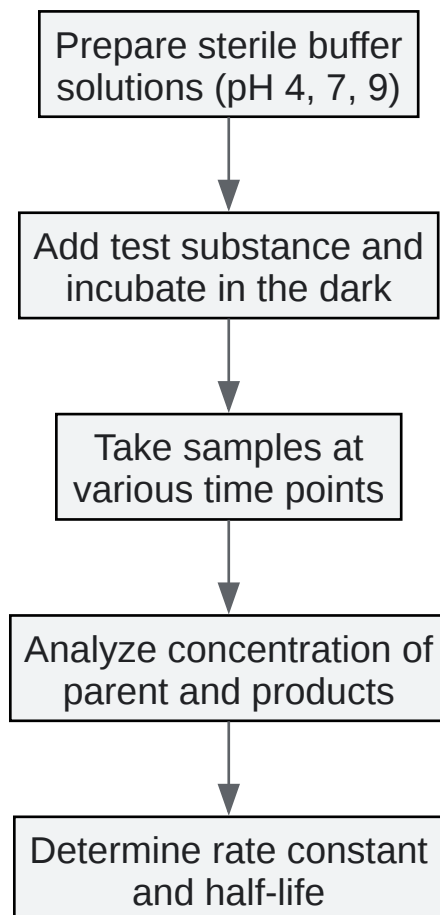 Prepare sterile buffer
solutions (pH 4, 7, 9)
Add test substance and
incubate in the dark
Take samples at
various time points
Analyze concentration of
parent and products
Determine rate constant
and half-life